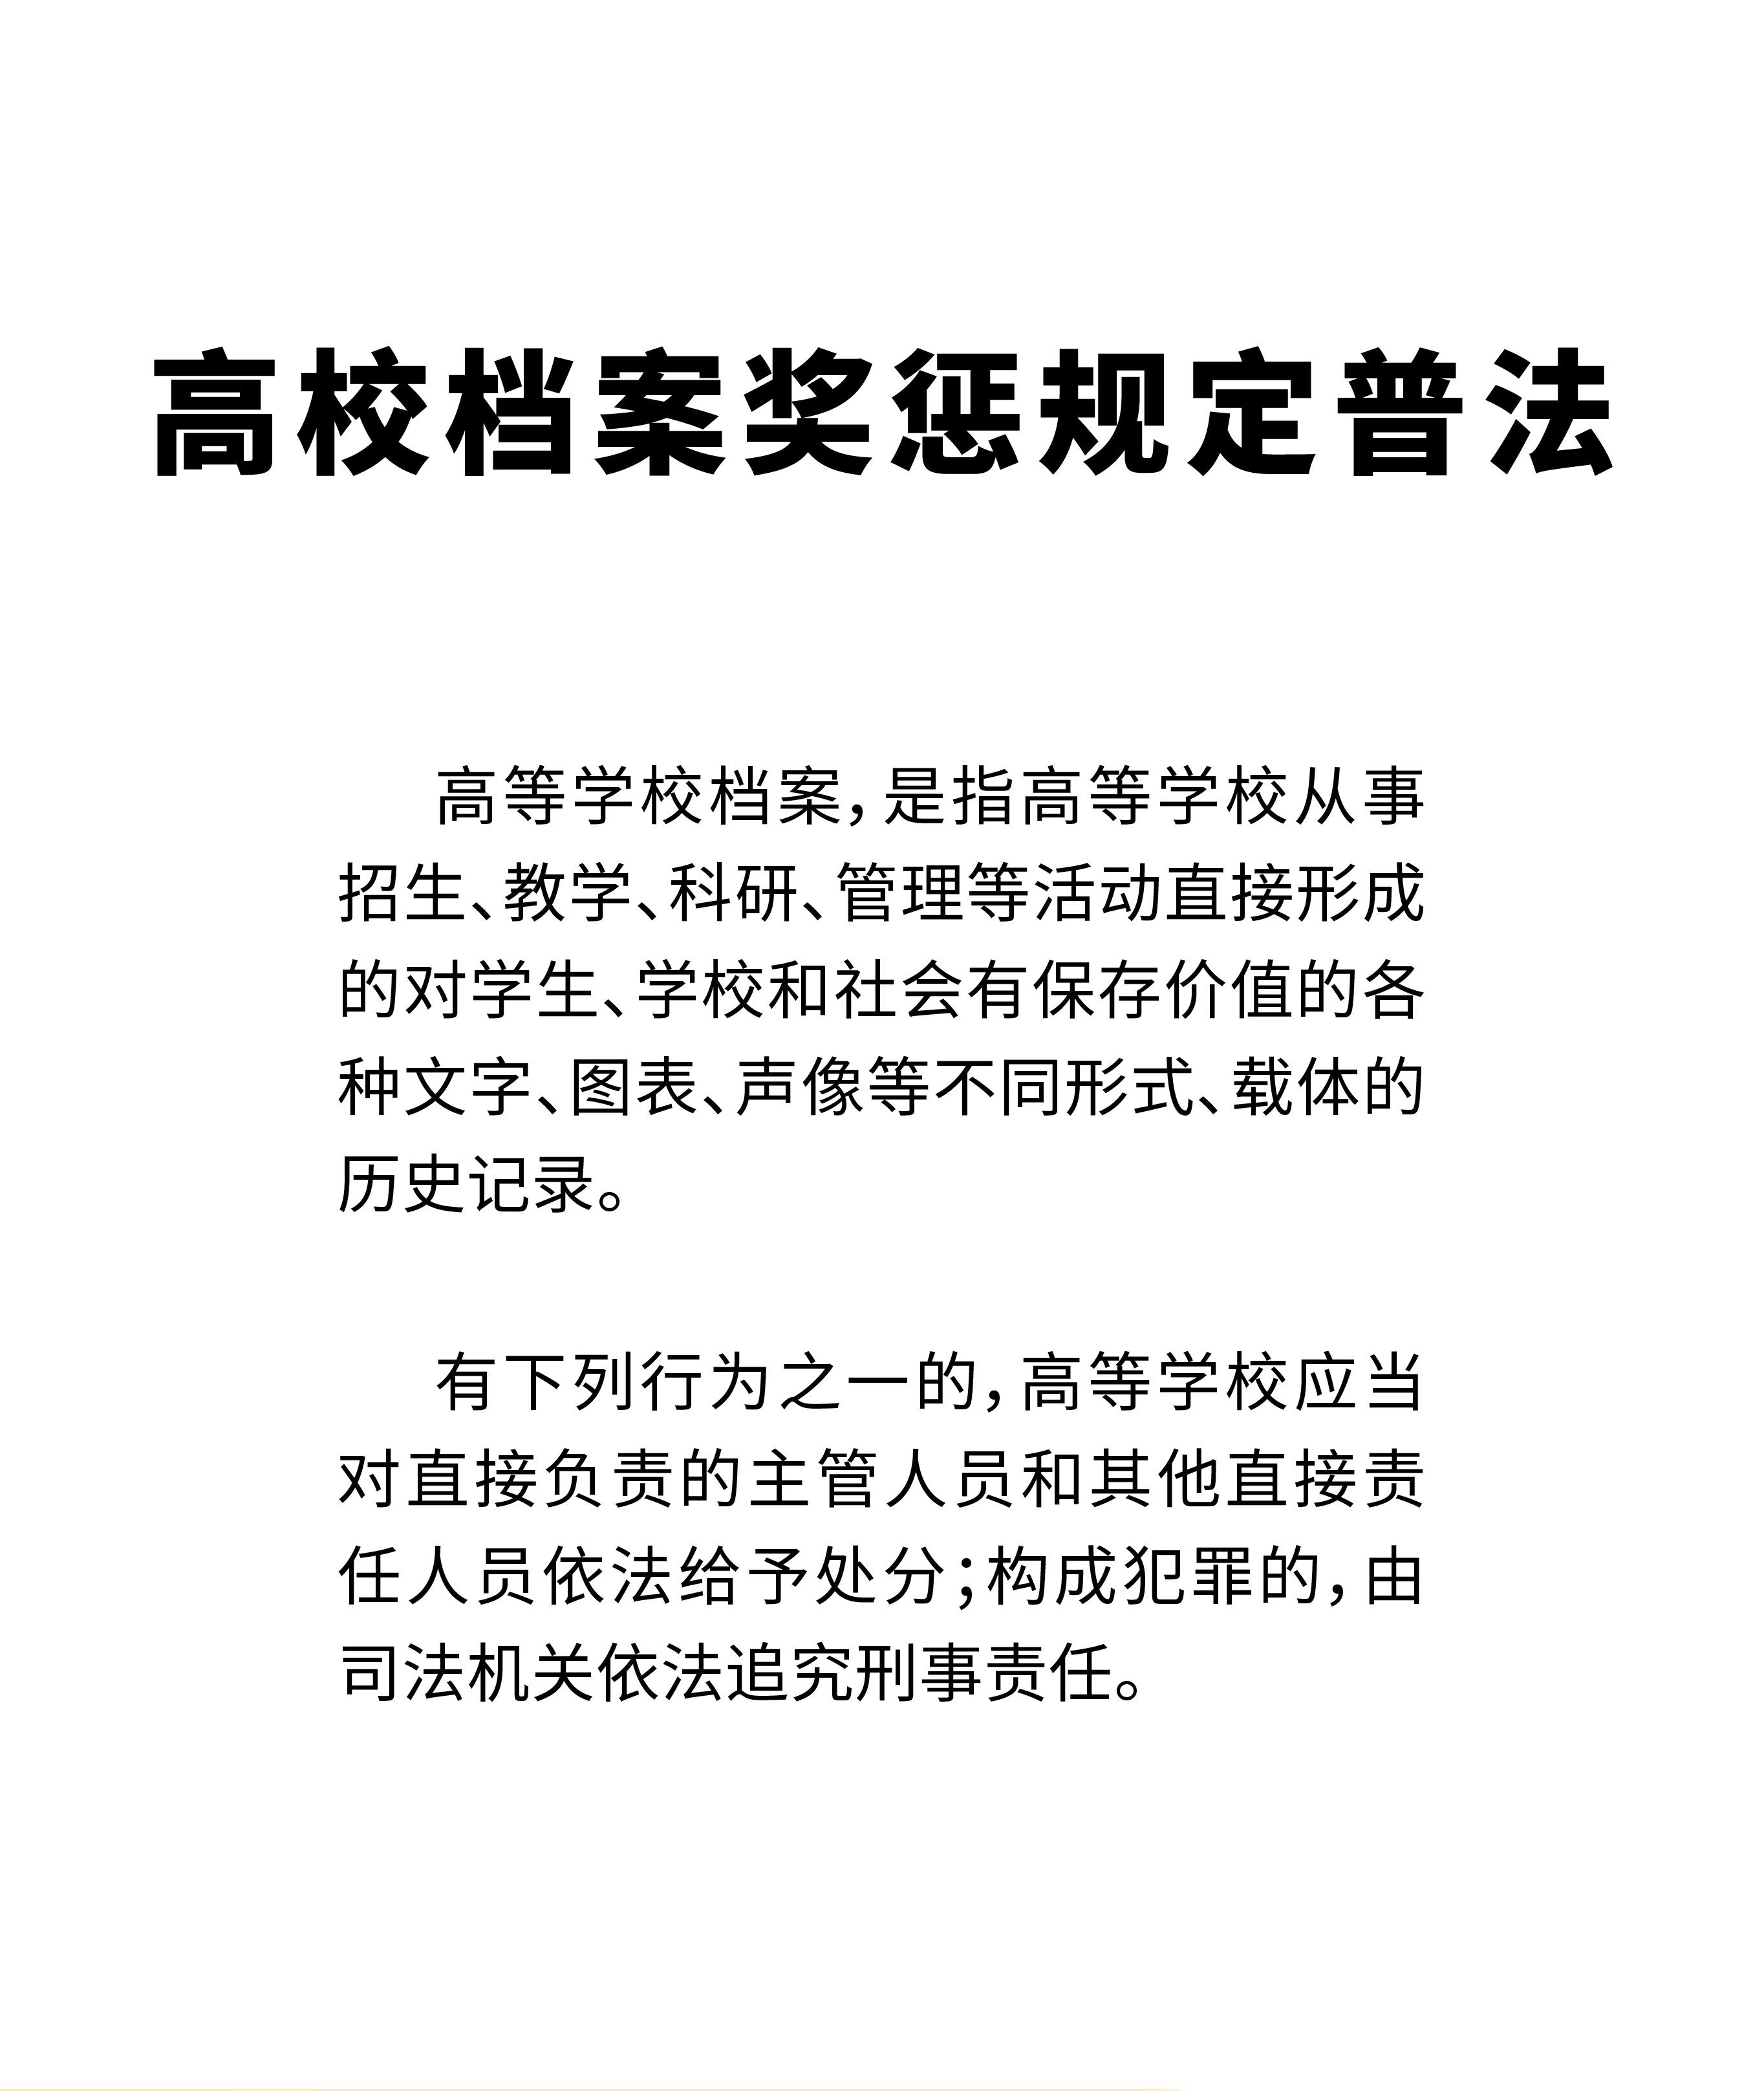 高校档案奖惩规定普法
高等学校档案，是指高等学校从事
招生、教学、科研、管理等活动直接形成
的对学生、学校和社会有保存价值的各
种文字、图表、声像等不同形式、载体的
历史记录。
有下列行为之一的，高等学校应当
对直接负责的主管人员和其他直接责
任人员依法给予处分；构成犯罪的，由
司法机关依法追究刑事责任。